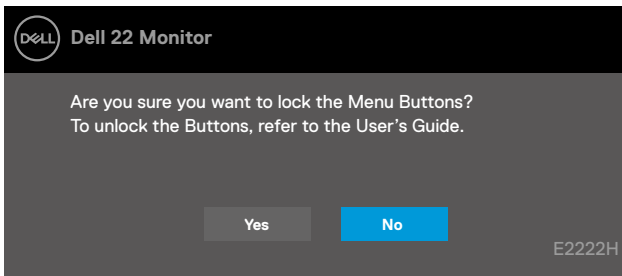 DELL Dell 22 Monitor
Are you sure you want to lock the Menu Buttons?
To unlock the Buttons, refer to the User's Guide.
Yes No
E2222H